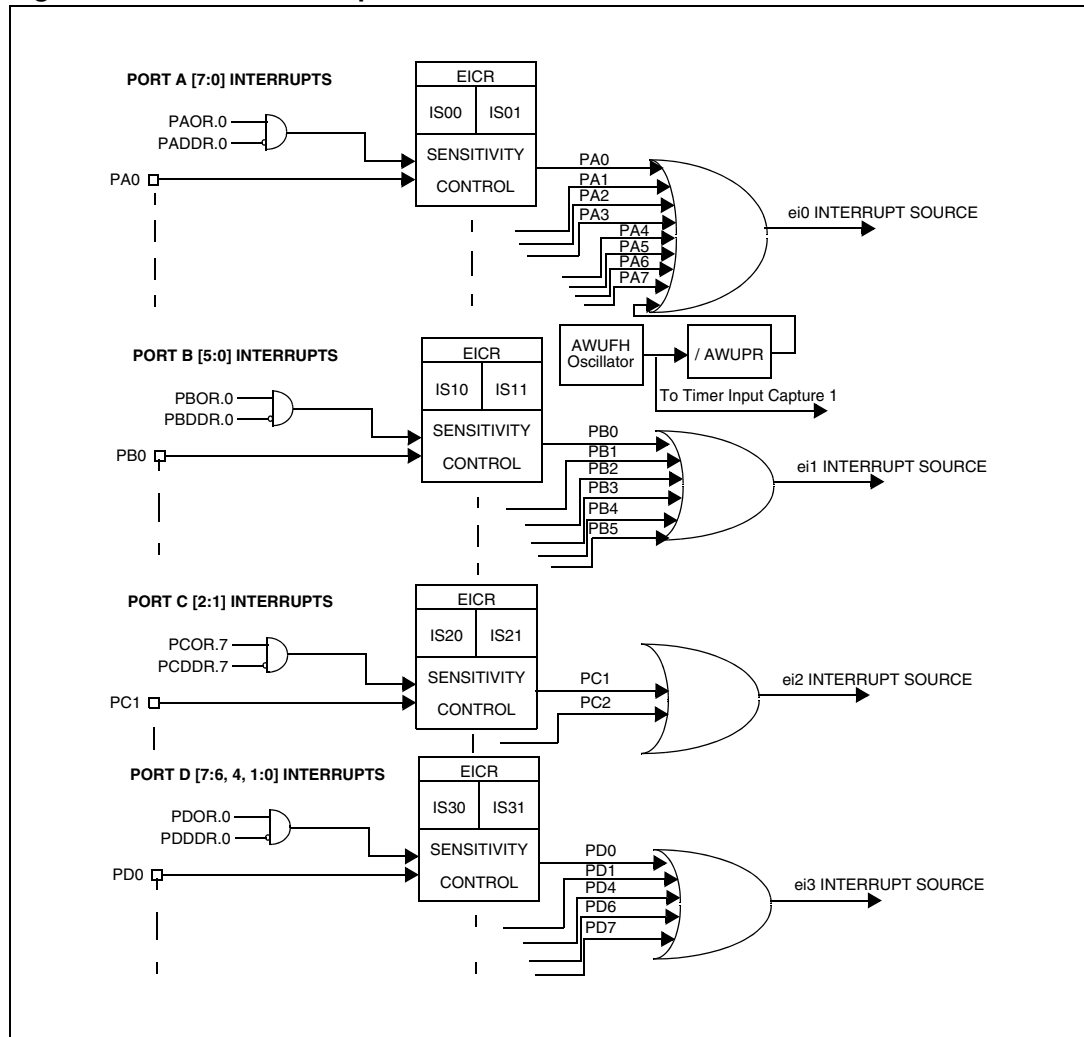 PORT A [7:0] INTERRUPTS
PAOR.0
PADDR.0
PA0
EICR
IS00 IS01
SENSITIVITY
CONTROL
PA0
PA1
PA2
PA3
PA4
PA5
PA6
PA7
ei0 INTERRUPT SOURCE
AWUFH
Oscillator
/ AWUPR
To Timer Input Capture 1
PORT B [5:0] INTERRUPTS
PBOR.0
PBDDR.0
PB0
EICR
IS10 IS11
SENSITIVITY
CONTROL
PB0
PB1
PB2
PB3
PB4
PB5
ei1 INTERRUPT SOURCE
PORT C [2:1] INTERRUPTS
PCOR.7
PCDDR.7
PC1
EICR
IS20 IS21
SENSITIVITY
CONTROL
PC1
PC2
ei2 INTERRUPT SOURCE
PORT D [7:6, 4, 1:0] INTERRUPTS
PDOR.0
PDDDR.0
PD0
EICR
IS30 IS31
SENSITIVITY
CONTROL
PD0
PD1
PD4
PD6
PD7
ei3 INTERRUPT SOURCE